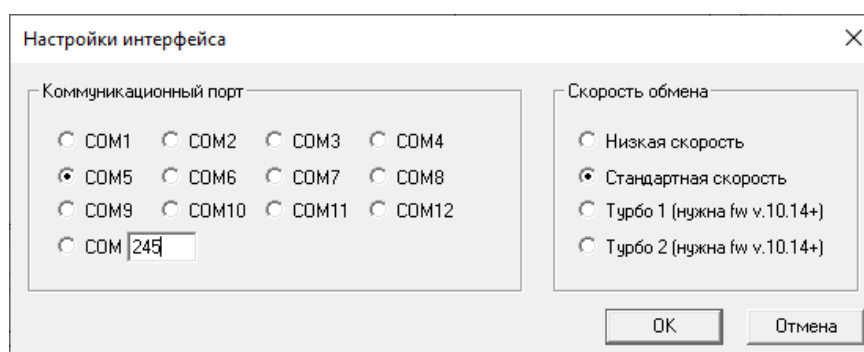 Настройки интерфейса
Коммуникационный порт
COM1 COM2 COM3 COM4
COM5 COM6 COM7 COM8
COM9 COM10 COM11 COM12
COM 245
Скорость обмена
Низкая скорость
Стандартная скорость
Турбо 1 (нужна fw v.10.14+)
Турбо 2 (нужна fw v.10.14+)
OK Отмена